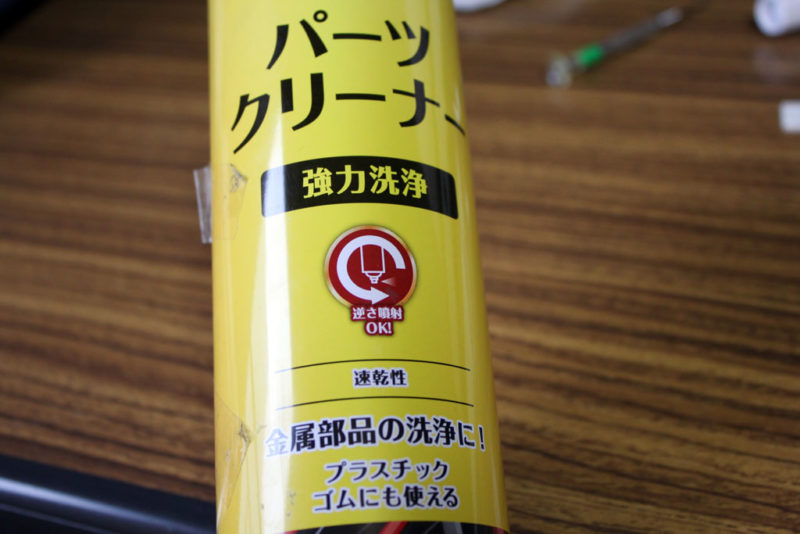 パーツ
クリーナー
強力洗浄
逆さ噴射
OK!
速乾性
金属部品の洗浄に!
プラスチック
ゴムにも使える